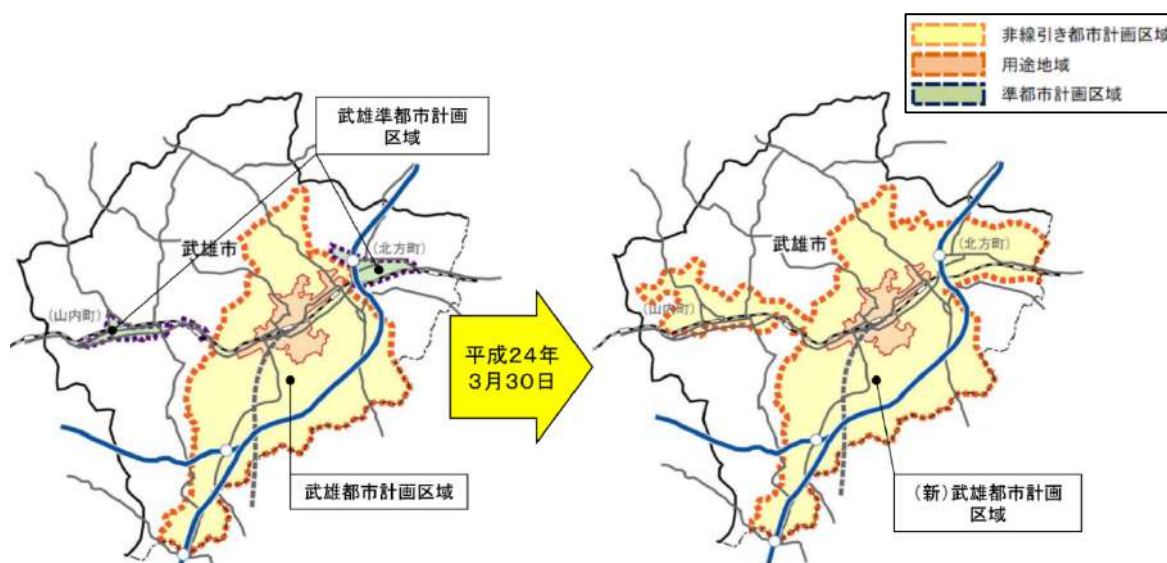 非線引き都市計画区域
用途地域
準都市計画区域
武雄準都市計画
区域
武雄市
(北方町)
(山内町)
武雄都市計画区域
平成24年
3月30日
武雄市
(北方町)
(山内町)
(新)武雄都市計画
区域